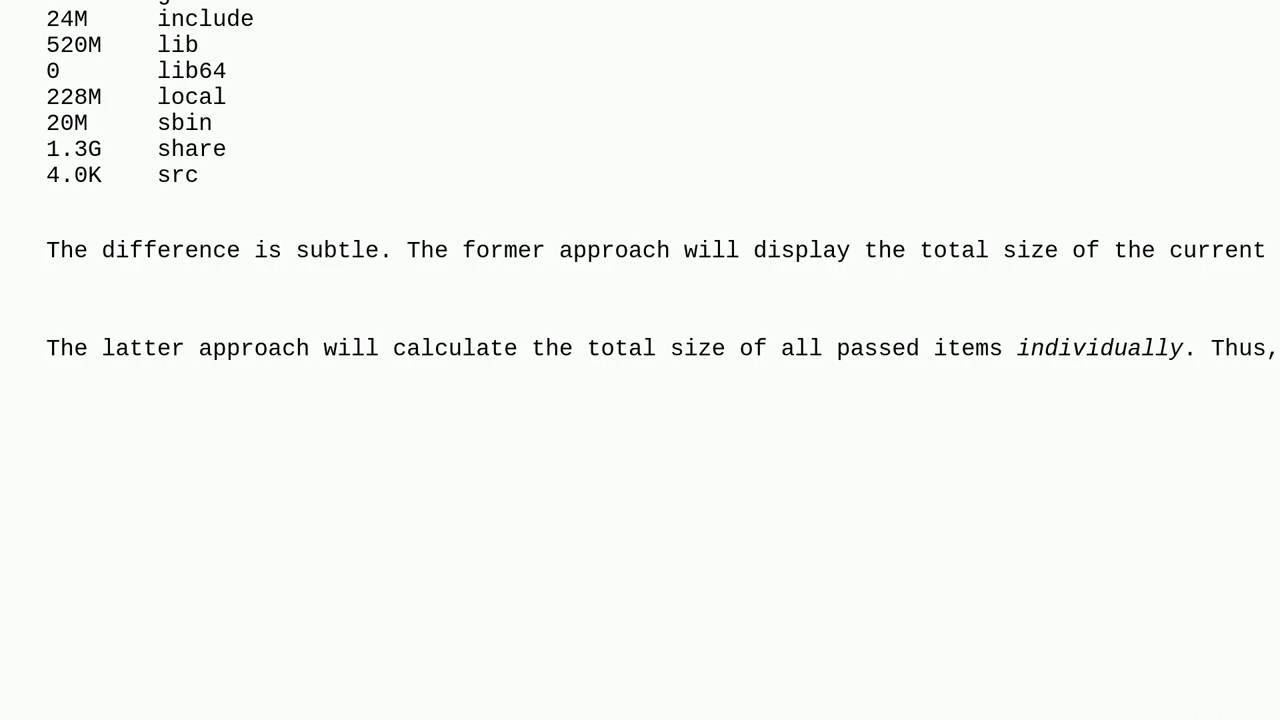 24M include
520M lib
0 lib64
228M local
20M sbin
1.3G share
4.0K src
The difference is subtle. The former approach will display the total size of the current
The latter approach will calculate the total size of all passed items individually. Thus,